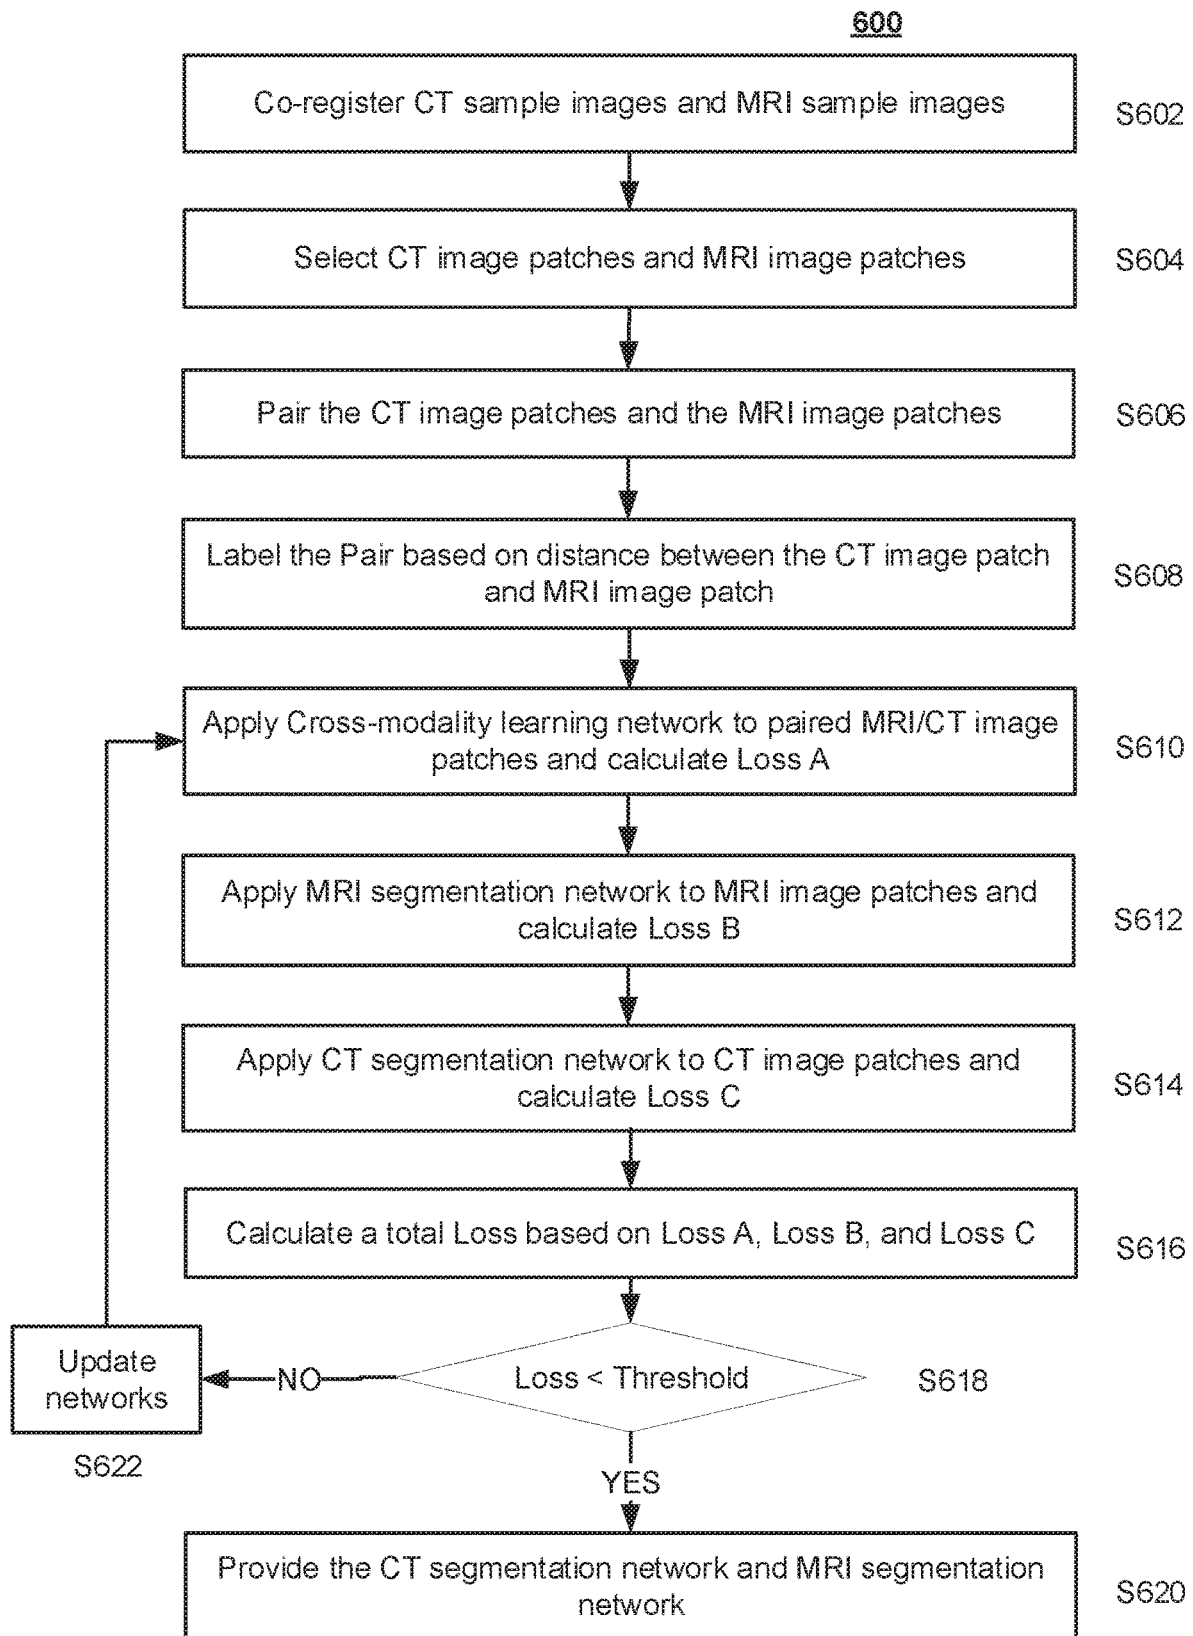 600
Co-register CT sample images and MRI sample images
S602
Select CT image patches and MRI image patches
S604
Pair the CT image patches and the MRI image patches
S606
Label the Pair based on distance between the CT image patch
and MRI image patch
S608
Apply Cross-modality learning network to paired MRI/CT image
patches and calculate Loss A
S610
Apply MRI segmentation network to MRI image patches and
calculate Loss B
S612
Apply CT segmentation network to CT image patches and
calculate Loss C
S614
Calculate a total Loss based on Loss A, Loss B, and Loss C
S616
Update
networks
S622
NO
Loss < Threshold
S618
YES
Provide the CT segmentation network and MRI segmentation
network
S620